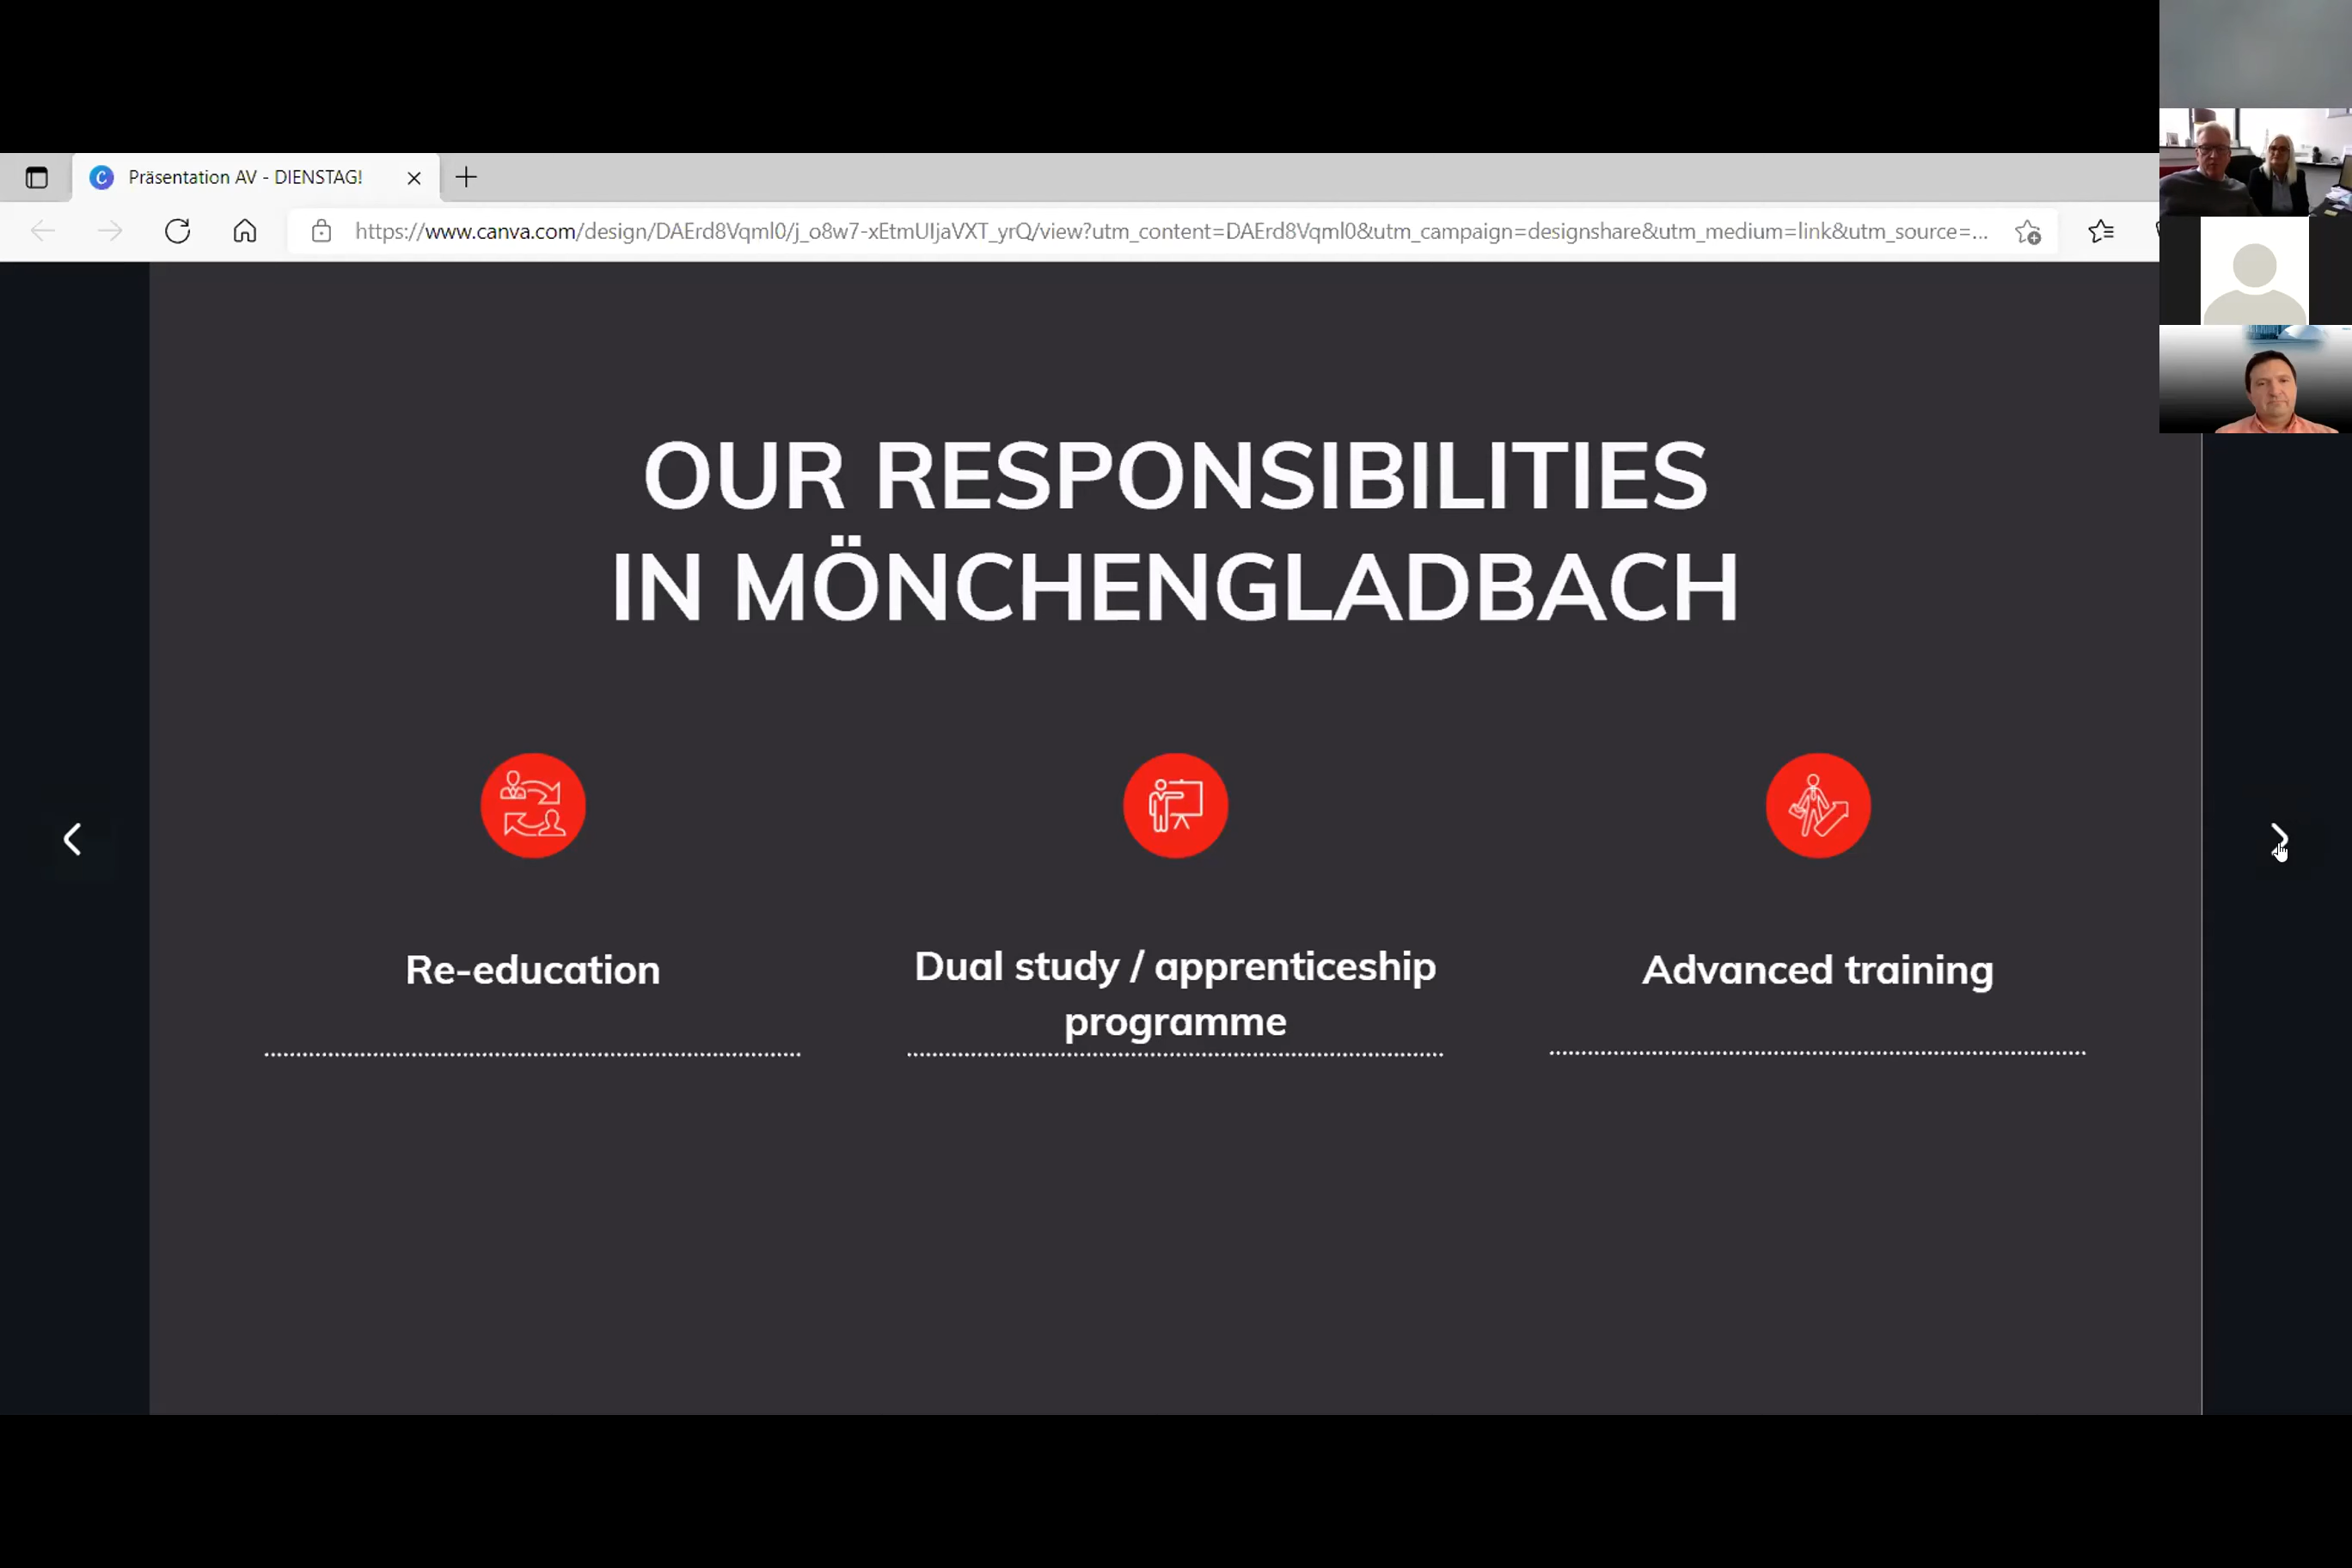 Präsentation AV - DIENSTAG!
https://www.canva.com/design/DAErd8Vqml0/j_o8w7-xEtmUIjaVXT_yrQ/view?utm_content=DAErd8Vqml0&utm_campaign=designshare&utm_medium=link&utm_source=...
OUR RESPONSIBILITIES
IN MÖNCHENGLADBACH
Re-education
Dual study / apprenticeship
programme
Advanced training